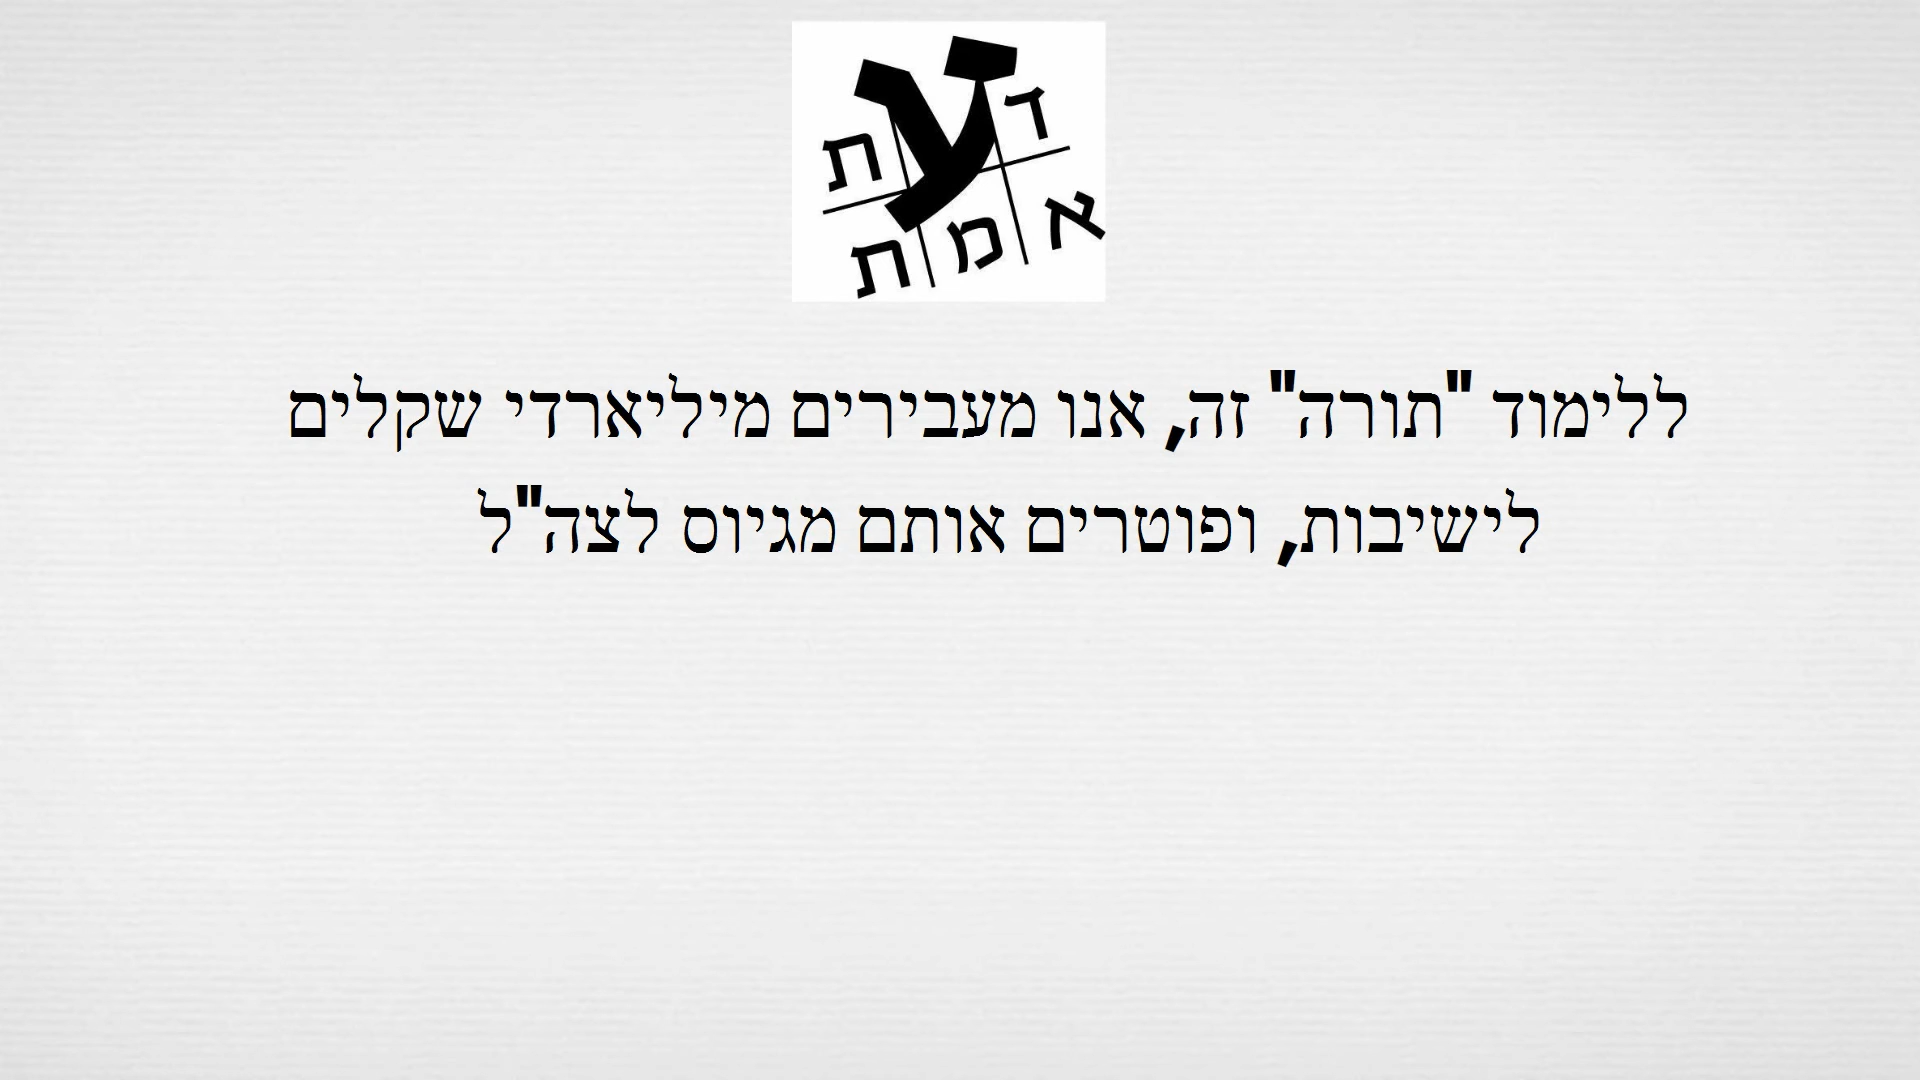 דעת
אמת
ללימוד "תורה" זה, אנו מעבירים מיליארדי שקלים
לישיבות, ופוטרים אותם מגיוס לצה"ל